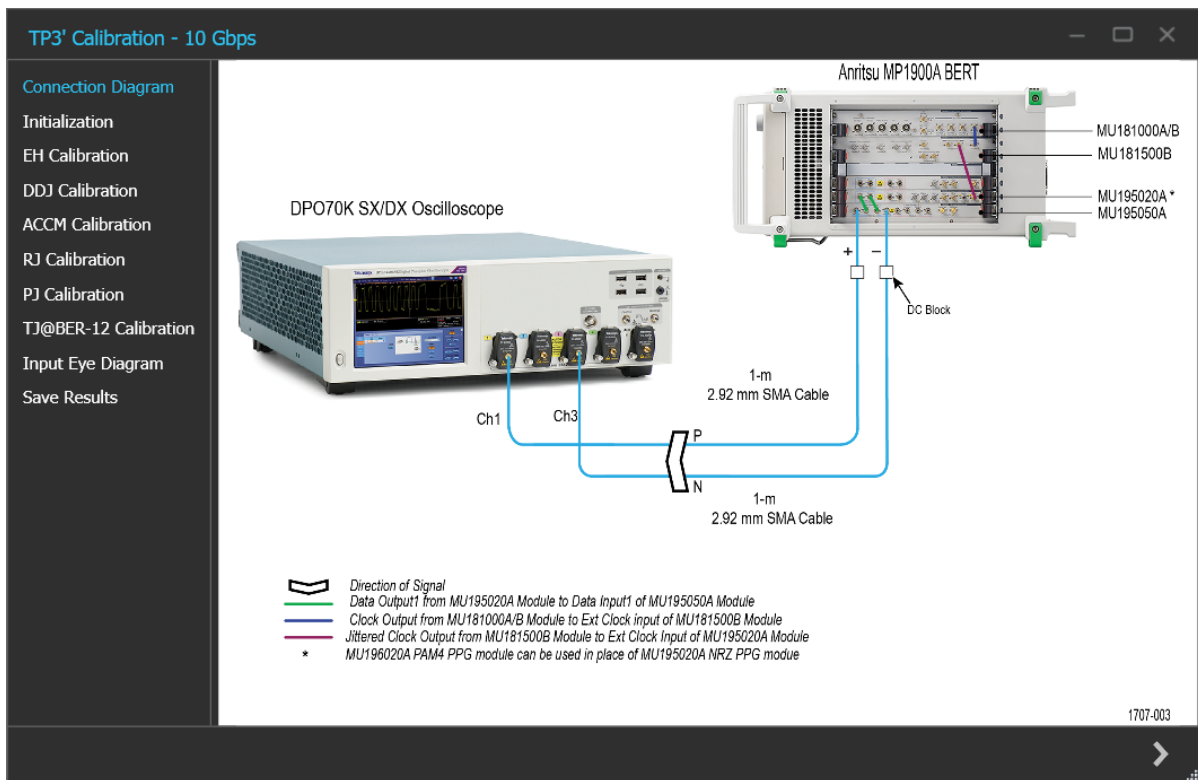 TP3' Calibration - 10 Gbps
Connection Diagram
Initialization
EH Calibration
DDJ Calibration
ACCM Calibration
RJ Calibration
PJ Calibration
TJ@BER-12 Calibration
Input Eye Diagram
Save Results
Anritsu MP1900A BERT
MU181000A/B
MU181500B
MU195020A *
MU195050A
DPO70K SX/DX Oscilloscope
+ −
DC Block
1-m
2.92 mm SMA Cable
Ch1
Ch3
P
N
1-m
2.92 mm SMA Cable
Direction of Signal
Data Output1 from MU195020A Module to Data Input1 of MU195050A Module
Clock Output from MU181000A/B Module to Ext Clock input of MU181500B Module
Jittered Clock Output from MU181500B Module to Ext Clock Input of MU195020A Module
* MU196020A PAM4 PPG module can be used in place of MU195020A NRZ PPG modue
1707-003